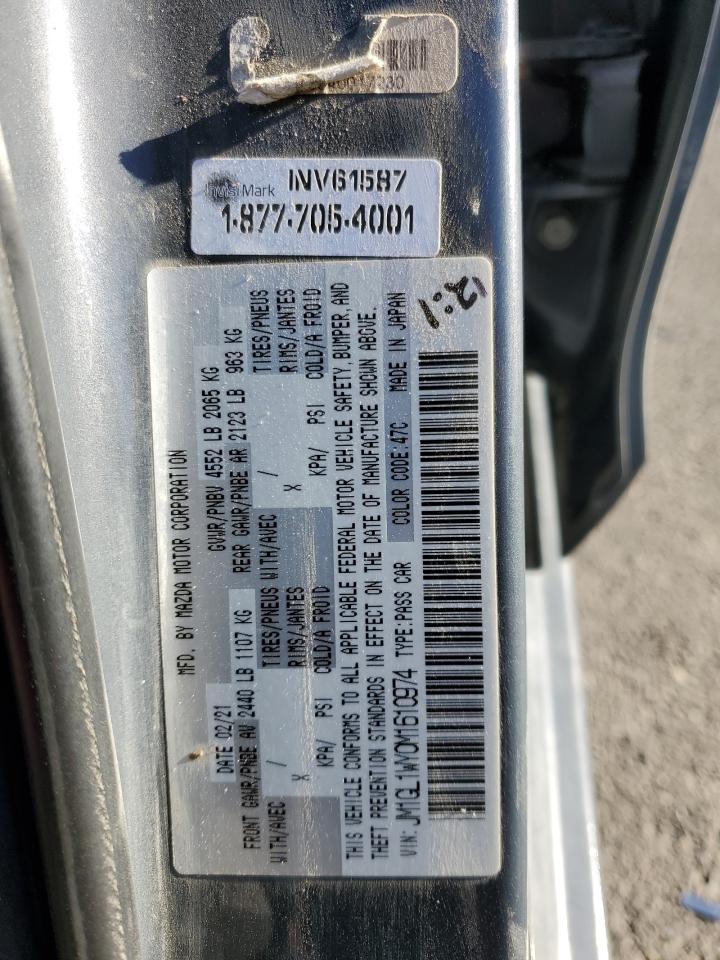 invisiMark
INV61587
1-877-705-4001
12:1
MFD. BY MAZDA MOTOR CORPORATION
DATE 02/21 GVWR/PNBV 4552 LB 2065 KG
FRONT GAWR/PNBE AV 2440 LB 1107 KG REAR GAWR/PNBE AR 2123 LB 963 KG
WITH/AVEC / TIRES/PNEUS WITH/AVEC / TIRES/PNEUS
X RIMS/JANTES X RIMS/JANTES
KPA/ PSI COLD/A FROID KPA/ PSI COLD/A FROID
THIS VEHICLE CONFORMS TO ALL APPLICABLE FEDERAL MOTOR VEHICLE SAFETY, BUMPER, AND
THEFT PREVENTION STANDARDS IN EFFECT ON THE DATE OF MANUFACTURE SHOWN ABOVE.
VIN: JM1GL1WY0M1610974 TYPE: PASS CAR COLOR CODE: 47C MADE IN JAPAN